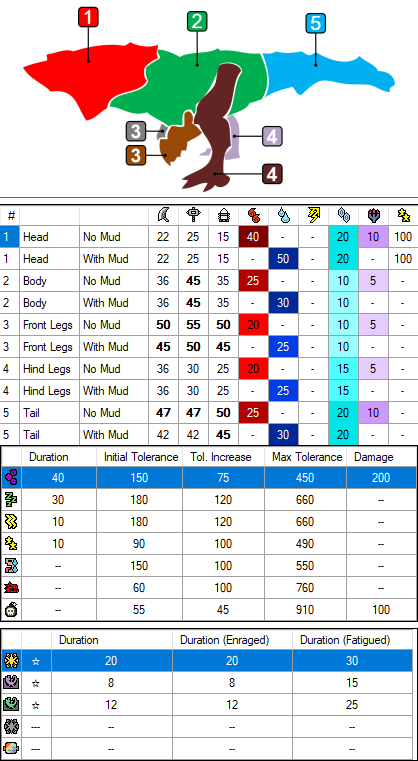 1
2
5
3
4
3
4
#
1 Head No Mud 22 25 15 40 - - 20 10 100
1 Head With Mud 22 25 15 - 50 - 20 - 100
2 Body No Mud 36 45 35 25 - - 10 5 -
2 Body With Mud 36 45 35 - 30 - 10 - -
3 Front Legs No Mud 50 55 50 20 - - 10 5 -
3 Front Legs With Mud 45 50 45 - 25 - 10 - -
4 Hind Legs No Mud 36 30 25 20 - - 15 5 -
4 Hind Legs With Mud 36 30 25 - 25 - 15 - -
5 Tail No Mud 47 47 50 25 - - 20 10 -
5 Tail With Mud 42 42 45 - 30 - 20 - -
Duration Initial Tolerance Tol. Increase Max Tolerance Damage
40 150 75 450 200
30 180 120 660 --
10 180 120 660 --
10 90 100 490 --
-- 150 100 550 --
-- 60 100 760 --
-- 55 45 910 100
Duration Duration (Enraged) Duration (Fatigued)
☆ 20 20 30
☆ 8 8 15
☆ 12 12 25
--- -- -- --
--- -- -- --